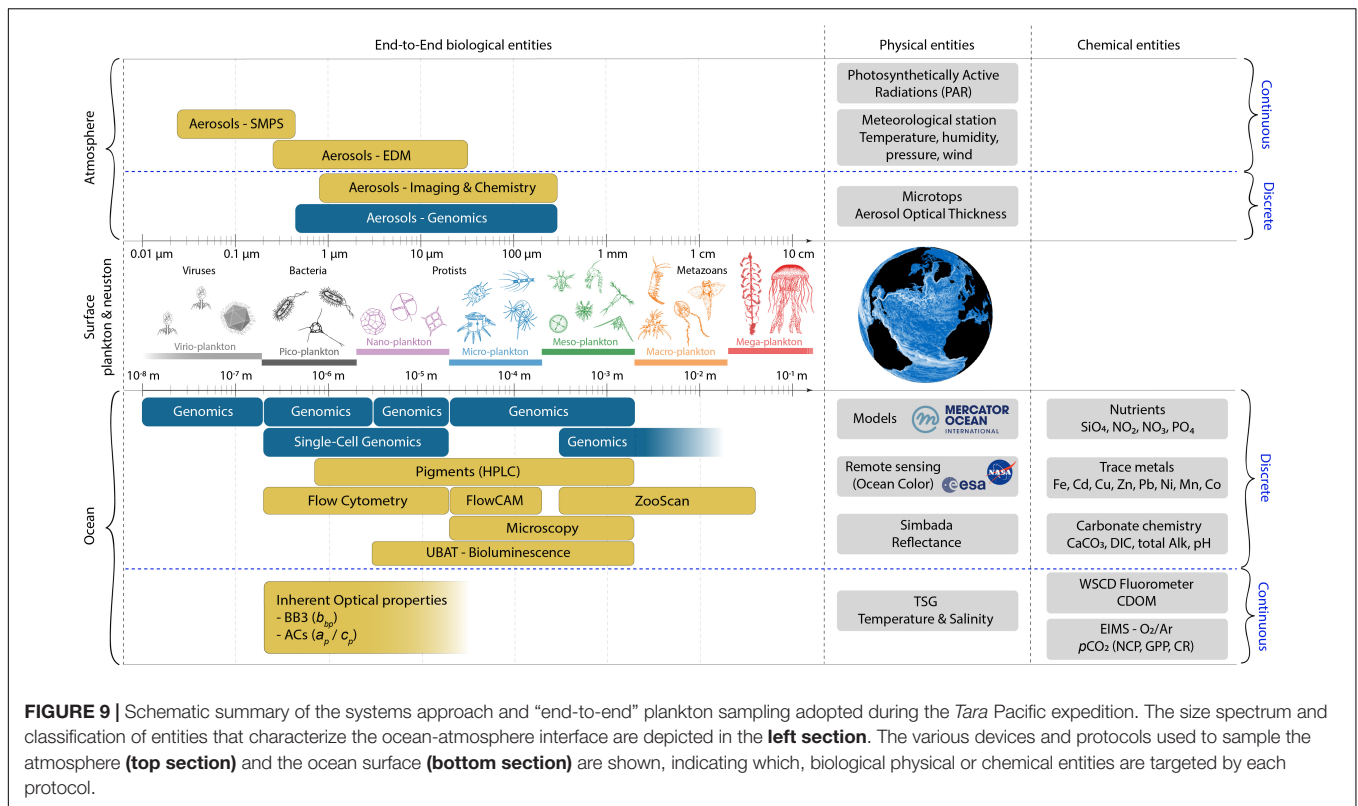 End-to-End biological entities
Physical entities
Chemical entities
Atmosphere
Aerosols - SMPS
Aerosols - EDM
Aerosols - Imaging & Chemistry
Aerosols - Genomics
Photosynthetically Active
Radiations (PAR)
Meteorological station
Temperature, humidity,
pressure, wind
Microtops
Aerosol Optical Thickness
Continuous
Discrete
0.01 µm
0.1 µm
1 µm
10 µm
100 µm
1 mm
1 cm
10 cm
Surface
plankton & neuston
Viruses
Bacteria
Protists
Metazoans
Virio-plankton
Pico-plankton
Nano-plankton
Micro-plankton
Meso-plankton
Macro-plankton
Mega-plankton
10⁻⁸ m
10⁻⁷ m
10⁻⁶ m
10⁻⁵ m
10⁻⁴ m
10⁻³ m
10⁻² m
10⁻¹ m
Ocean
Genomics
Genomics
Genomics
Genomics
Single-Cell Genomics
Genomics
Pigments (HPLC)
Flow Cytometry
FlowCAM
ZooScan
Microscopy
UBAT - Bioluminescence
Inherent Optical properties
- BB3 (b_bp)
- ACs (a_p / c_p)
Models
MERCATOR
OCEAN
INTERNATIONAL
Remote sensing
(Ocean Color)
esa
NASA
Simbada
Reflectance
TSG
Temperature & Salinity
Nutrients
SiO₄, NO₂, NO₃, PO₄
Trace metals
Fe, Cd, Cu, Zn, Pb, Ni, Mn, Co
Carbonate chemistry
CaCO₃, DIC, total Alk, pH
WSCD Fluorometer
CDOM
EIMS - O₂/Ar
pCO₂ (NCP, GPP, CR)
Discrete
Continuous
FIGURE 9 | Schematic summary of the systems approach and “end-to-end” plankton sampling adopted during the Tara Pacific expedition. The size spectrum and
classification of entities that characterize the ocean-atmosphere interface are depicted in the left section. The various devices and protocols used to sample the
atmosphere (top section) and the ocean surface (bottom section) are shown, indicating which, biological physical or chemical entities are targeted by each
protocol.